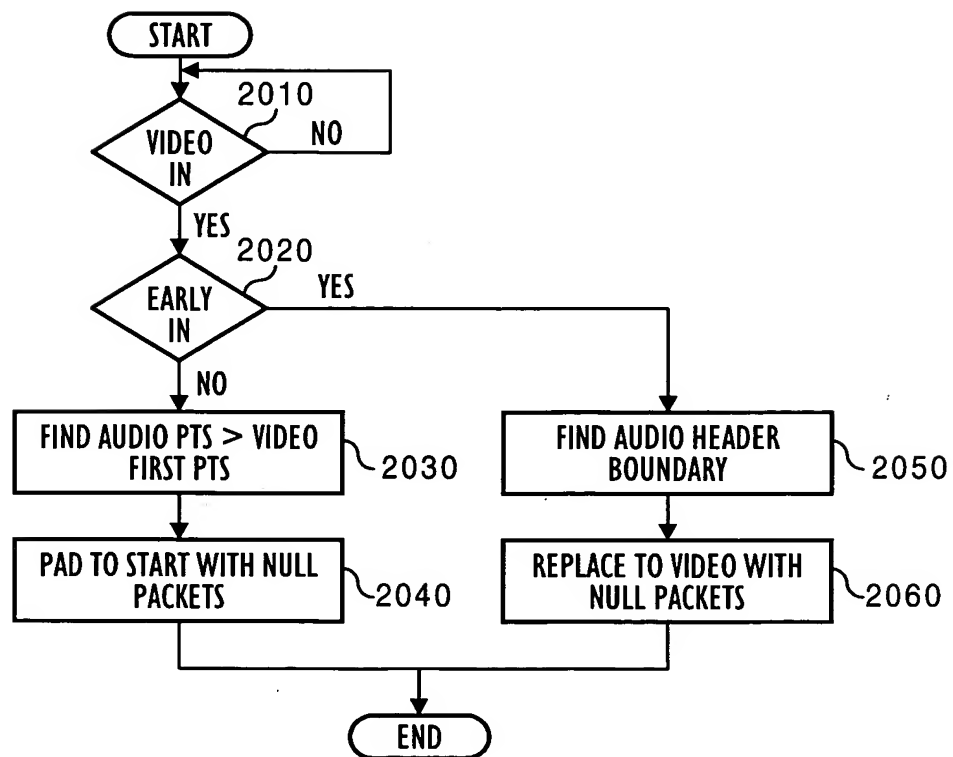 START
2010
VIDEO
IN
NO
YES
2020
EARLY
IN
YES
NO
FIND AUDIO PTS > VIDEO
FIRST PTS
2030
FIND AUDIO HEADER
BOUNDARY
2050
PAD TO START WITH NULL
PACKETS
2040
REPLACE TO VIDEO WITH
NULL PACKETS
2060
END